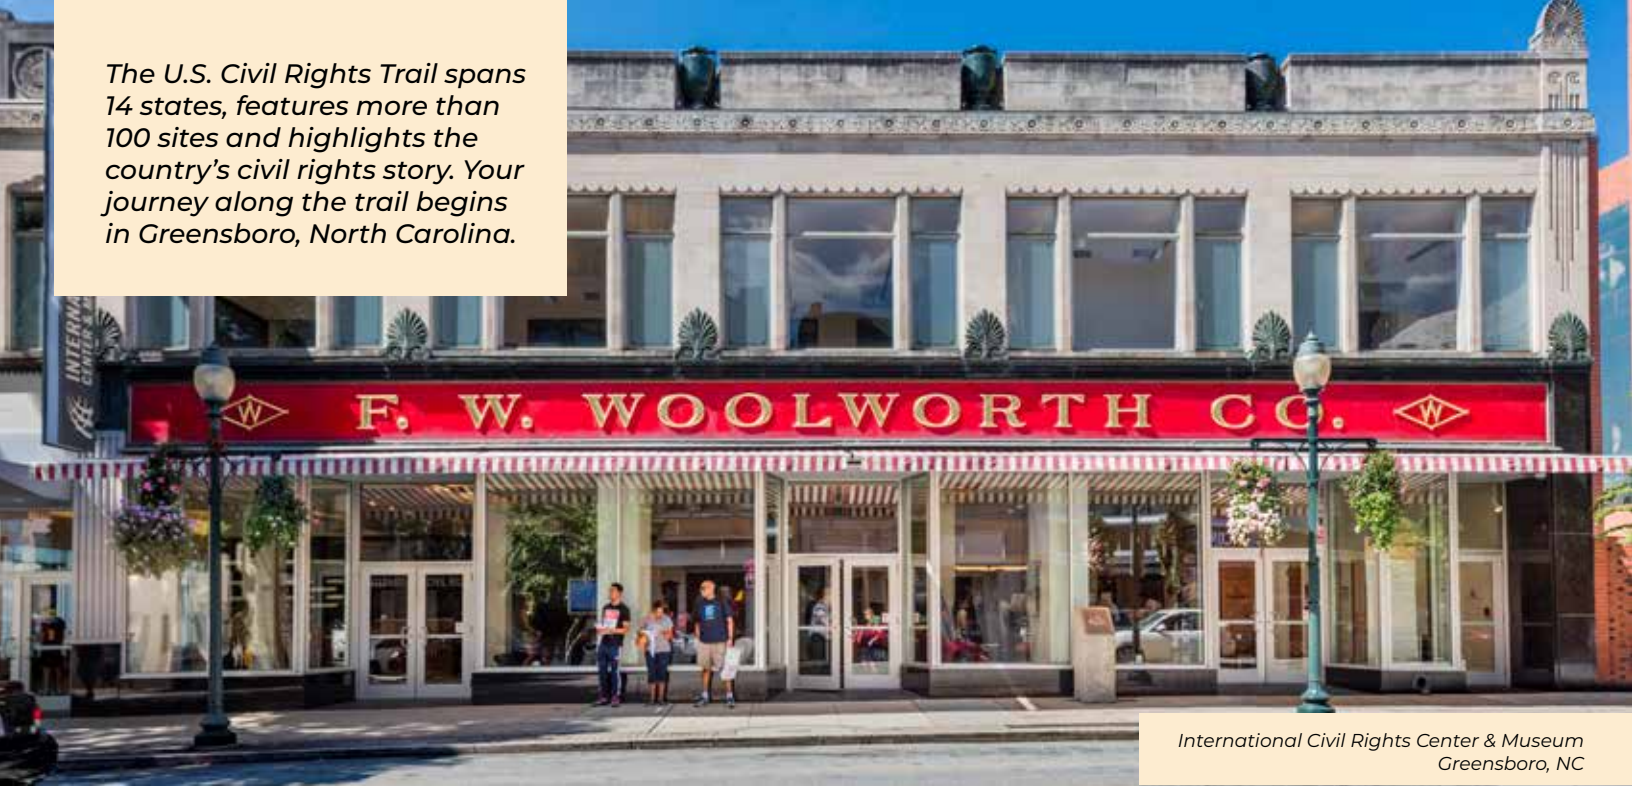 The U.S. Civil Rights Trail spans
14 states, features more than
100 sites and highlights the
country’s civil rights story. Your
journey along the trail begins
in Greensboro, North Carolina.
INTERNA
CENTER &
W F. W. WOOLWORTH CO. W
International Civil Rights Center & Museum
Greensboro, NC